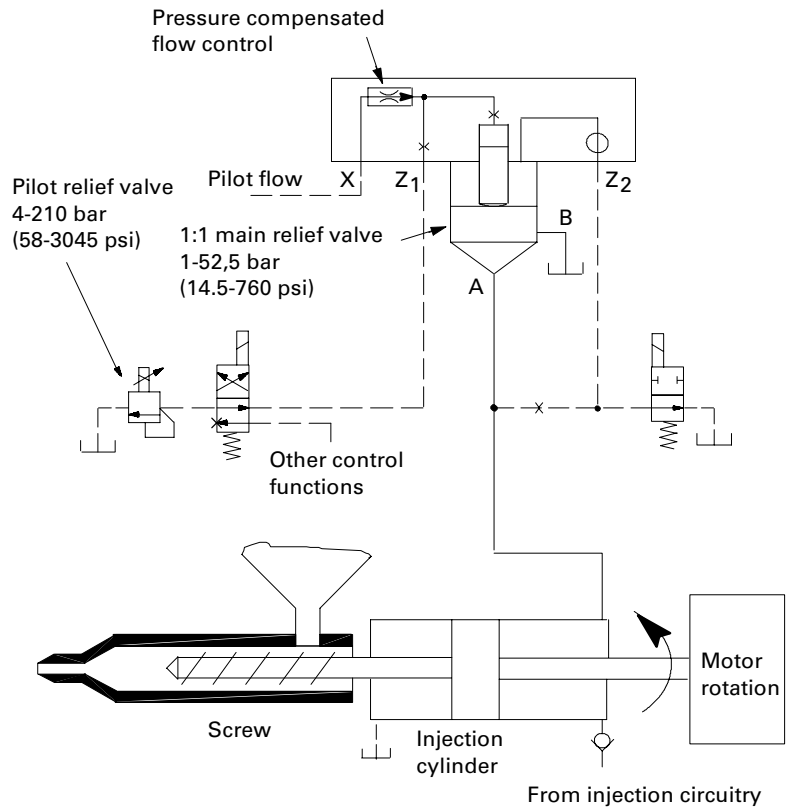 Pressure compensated
flow control
Pilot flow
X
Z1
Z2
Pilot relief valve
4-210 bar
(58-3045 psi)
1:1 main relief valve
1-52,5 bar
(14.5-760 psi)
B
A
Other control
functions
Motor
rotation
Screw
Injection
cylinder
From injection circuitry